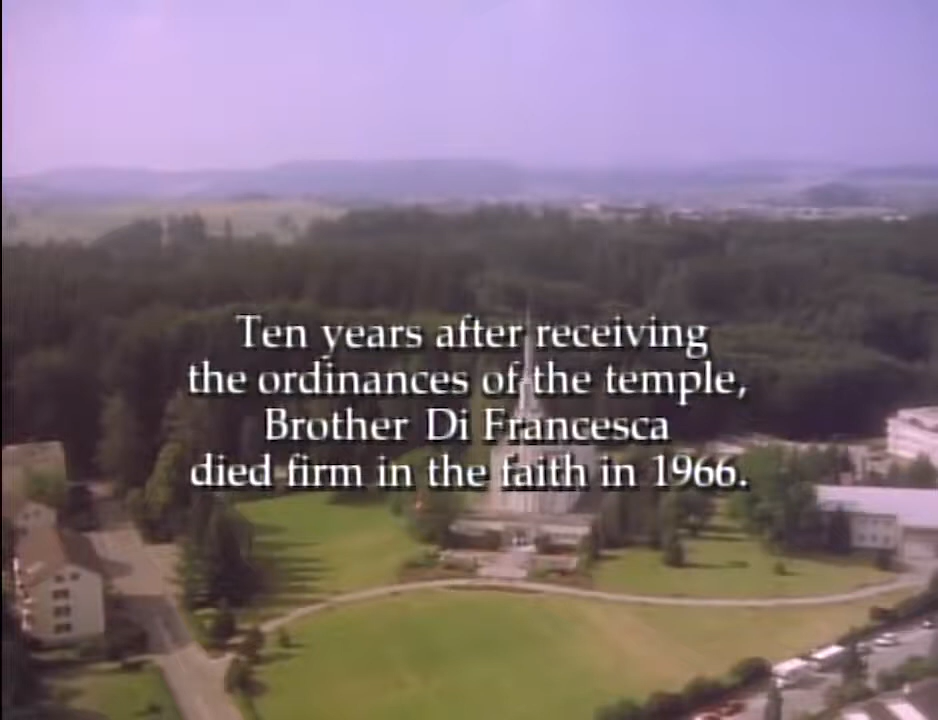 Ten years after receiving
the ordinances of the temple,
Brother Di Francesca
died firm in the faith in 1966.